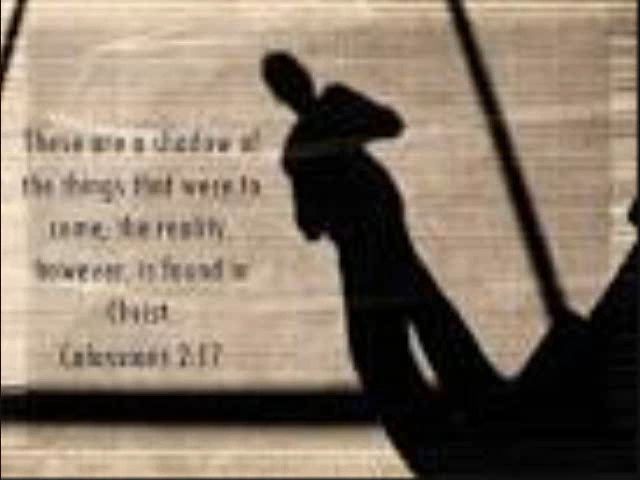 These are a shadow of
the things that were to
come; the reality,
however, is found in
Christ.
Colossians 2:17